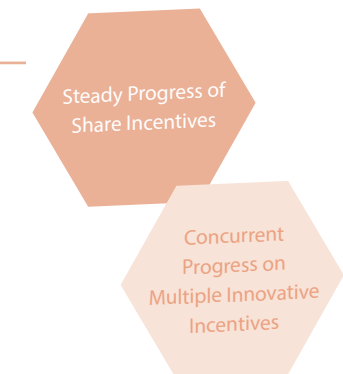 Steady Progress of
Share Incentives
Concurrent
Progress on
Multiple Innovative
Incentives